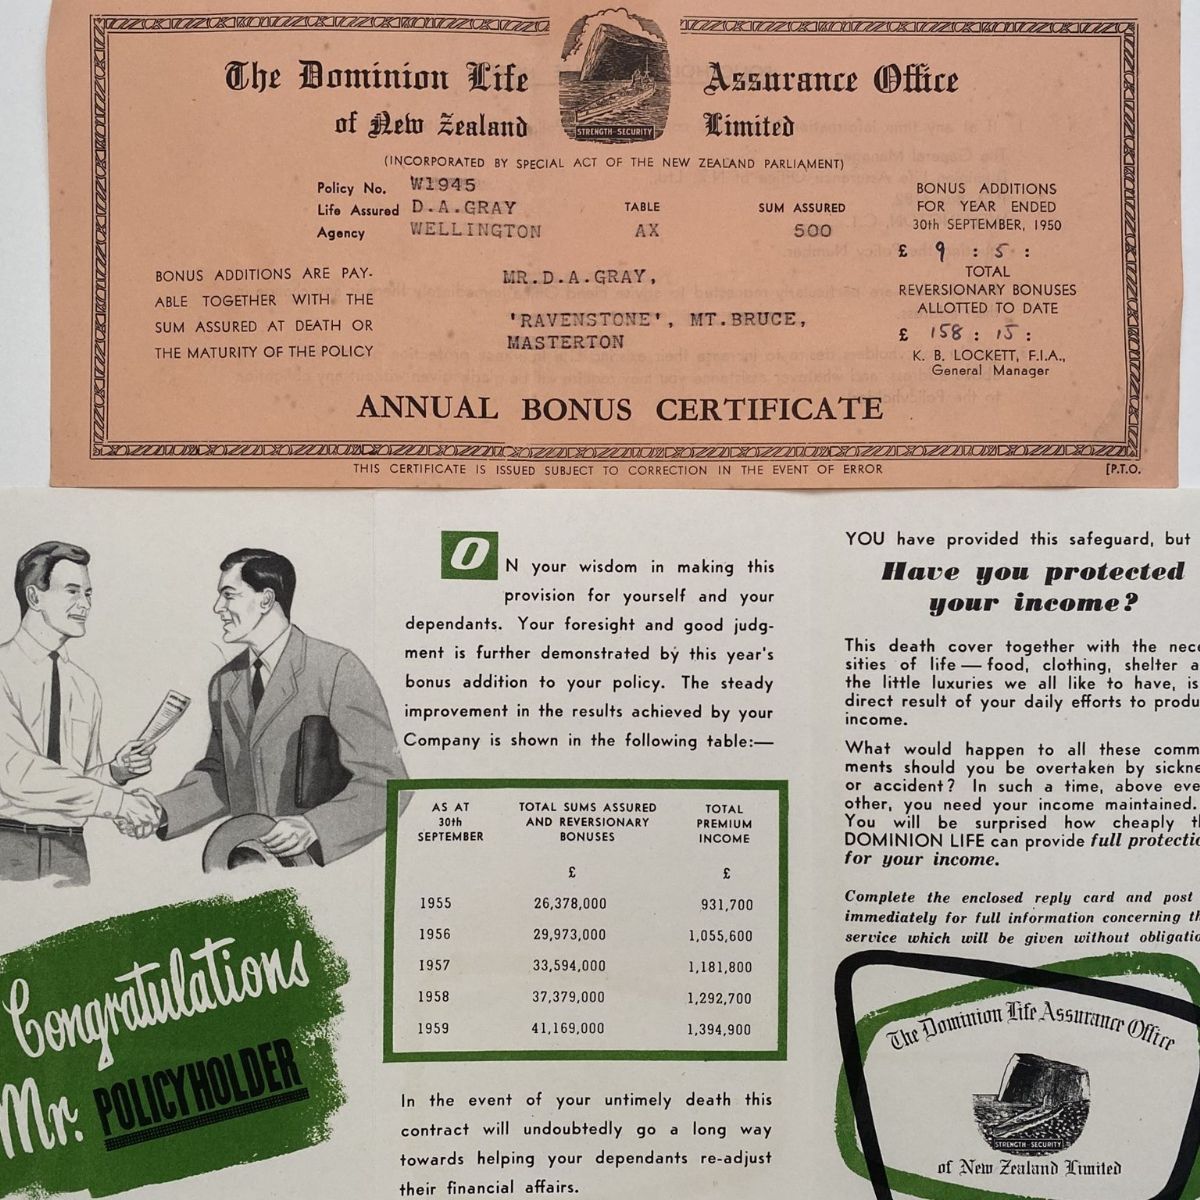 The Dominion Life Assurance Office
of New Zealand Limited
STRENGTH-SECURITY
(INCORPORATED BY SPECIAL ACT OF THE NEW ZEALAND PARLIAMENT)
Policy No. W1945
Life Assured D.A.GRAY
Agency WELLINGTON
TABLE
AX
SUM ASSURED
500
BONUS ADDITIONS
FOR YEAR ENDED
30th SEPTEMBER, 1950
£ 9 : 5 :
TOTAL
REVERSIONARY BONUSES
ALLOTTED TO DATE
£ 158 : 15 :
K. B. LOCKETT, F.I.A.,
General Manager
BONUS ADDITIONS ARE PAY-
ABLE TOGETHER WITH THE
SUM ASSURED AT DEATH OR
THE MATURITY OF THE POLICY
MR.D.A.GRAY,
'RAVENSTONE', MT.BRUCE,
MASTERTON
ANNUAL BONUS CERTIFICATE
THIS CERTIFICATE IS ISSUED SUBJECT TO CORRECTION IN THE EVENT OF ERROR
[P.T.O.
Congratulations
Mr. POLICYHOLDER
ON your wisdom in making this
provision for yourself and your
dependants. Your foresight and good judg-
ment is further demonstrated by this year's
bonus addition to your policy. The steady
improvement in the results achieved by your
Company is shown in the following table:—
AS AT 30th SEPTEMBER
TOTAL SUMS ASSURED AND REVERSIONARY BONUSES
TOTAL PREMIUM INCOME
£ £
1955 26,378,000 931,700
1956 29,973,000 1,055,600
1957 33,594,000 1,181,800
1958 37,379,000 1,292,700
1959 41,169,000 1,394,900
In the event of your untimely death this
contract will undoubtedly go a long way
towards helping your dependants re-adjust
their financial affairs.
YOU have provided this safeguard, but
Have you protected
your income?
This death cover together with the nece
sities of life — food, clothing, shelter a
the little luxuries we all like to have, is
direct result of your daily efforts to produ
income.
What would happen to all these comm
ments should you be overtaken by sickne
or accident? In such a time, above eve
other, you need your income maintained.
You will be surprised how cheaply th
DOMINION LIFE can provide full protectio
for your income.
Complete the enclosed reply card and post
immediately for full information concerning th
service which will be given without obligatio
The Dominion Life Assurance Office
STRENGTH-SECURITY
of New Zealand Limited